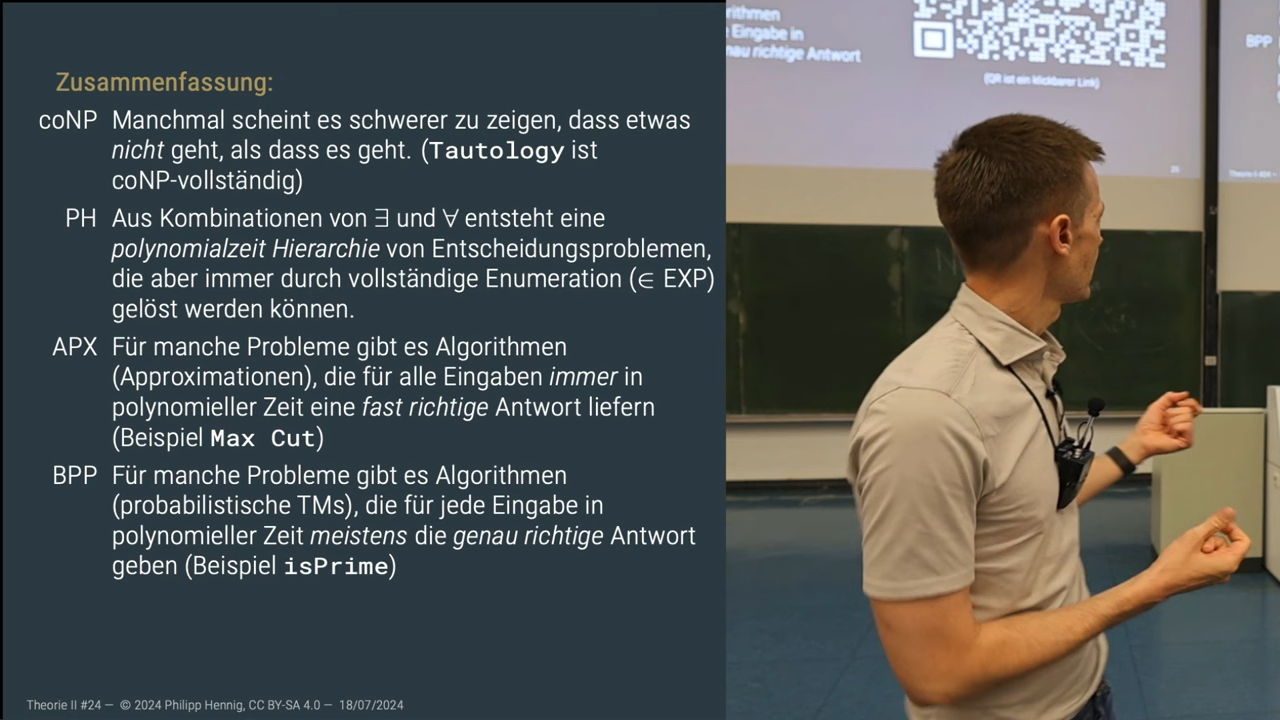 Zusammenfassung:
coNP Manchmal scheint es schwerer zu zeigen, dass etwas
nicht geht, als dass es geht. (Tautology ist
coNP-vollständig)
PH Aus Kombinationen von ∃ und ∀ entsteht eine
polynomialzeit Hierarchie von Entscheidungsproblemen,
die aber immer durch vollständige Enumeration (∈ EXP)
gelöst werden können.
APX Für manche Probleme gibt es Algorithmen
(Approximationen), die für alle Eingaben immer in
polynomieller Zeit eine fast richtige Antwort liefern
(Beispiel Max Cut)
BPP Für manche Probleme gibt es Algorithmen
(probabilistische TMs), die für jede Eingabe in
polynomieller Zeit meistens die genau richtige Antwort
geben (Beispiel isPrime)
Theorie II #24 — © 2024 Philipp Hennig, CC BY-SA 4.0 — 18/07/2024
Eingabe in
richtige Antwort
(QR ist ein klickbarer Link)
BPP